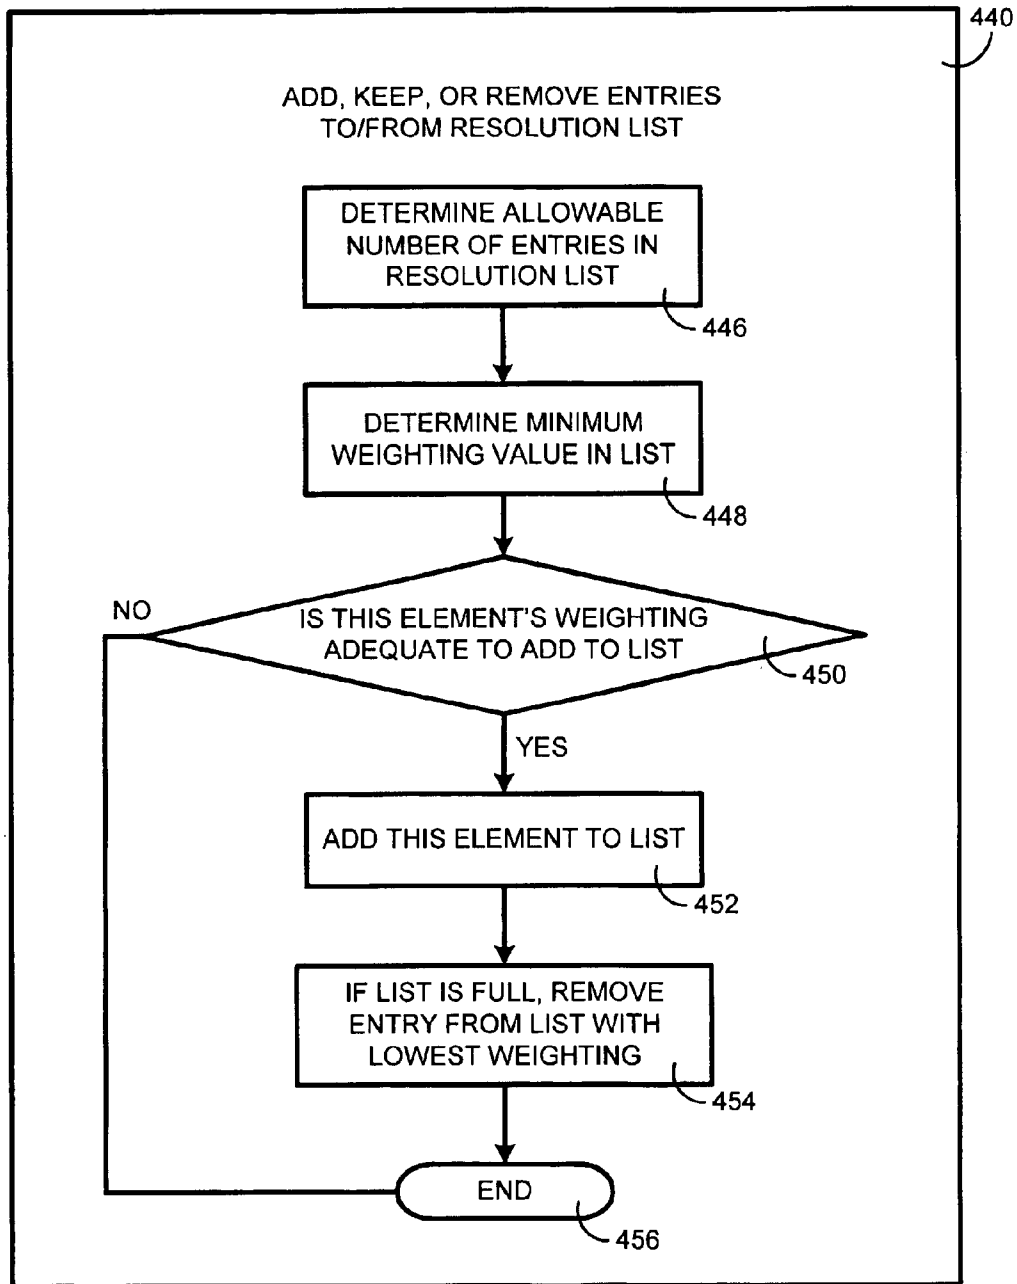 440
ADD, KEEP, OR REMOVE ENTRIES
TO/FROM RESOLUTION LIST
DETERMINE ALLOWABLE
NUMBER OF ENTRIES IN
RESOLUTION LIST
446
DETERMINE MINIMUM
WEIGHTING VALUE IN LIST
448
NO
IS THIS ELEMENT'S WEIGHTING
ADEQUATE TO ADD TO LIST
450
YES
ADD THIS ELEMENT TO LIST
452
IF LIST IS FULL, REMOVE
ENTRY FROM LIST WITH
LOWEST WEIGHTING
454
END
456